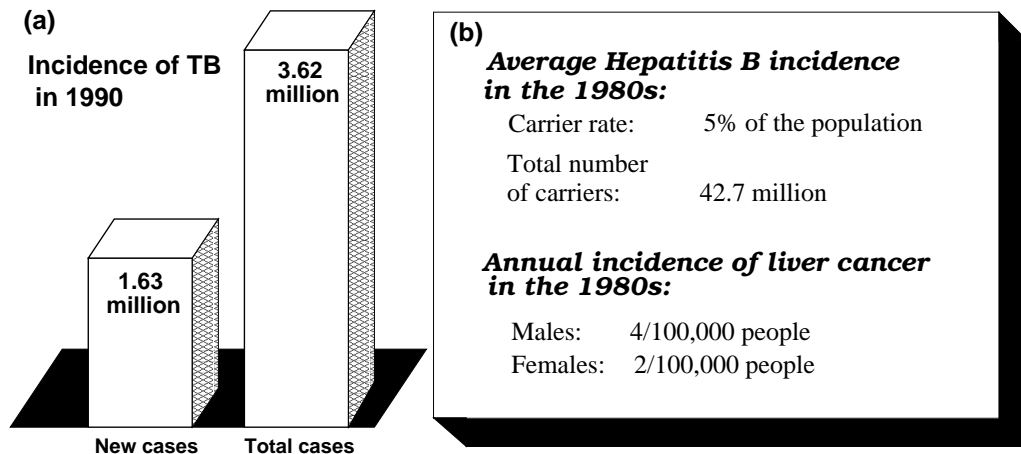 (a)
Incidence of TB
in 1990
3.62
million
1.63
million
New cases
Total cases
(b)
Average Hepatitis B incidence
in the 1980s:
Carrier rate: 5% of the population
Total number
of carriers: 42.7 million
Annual incidence of liver cancer
in the 1980s:
Males: 4/100,000 people
Females: 2/100,000 people